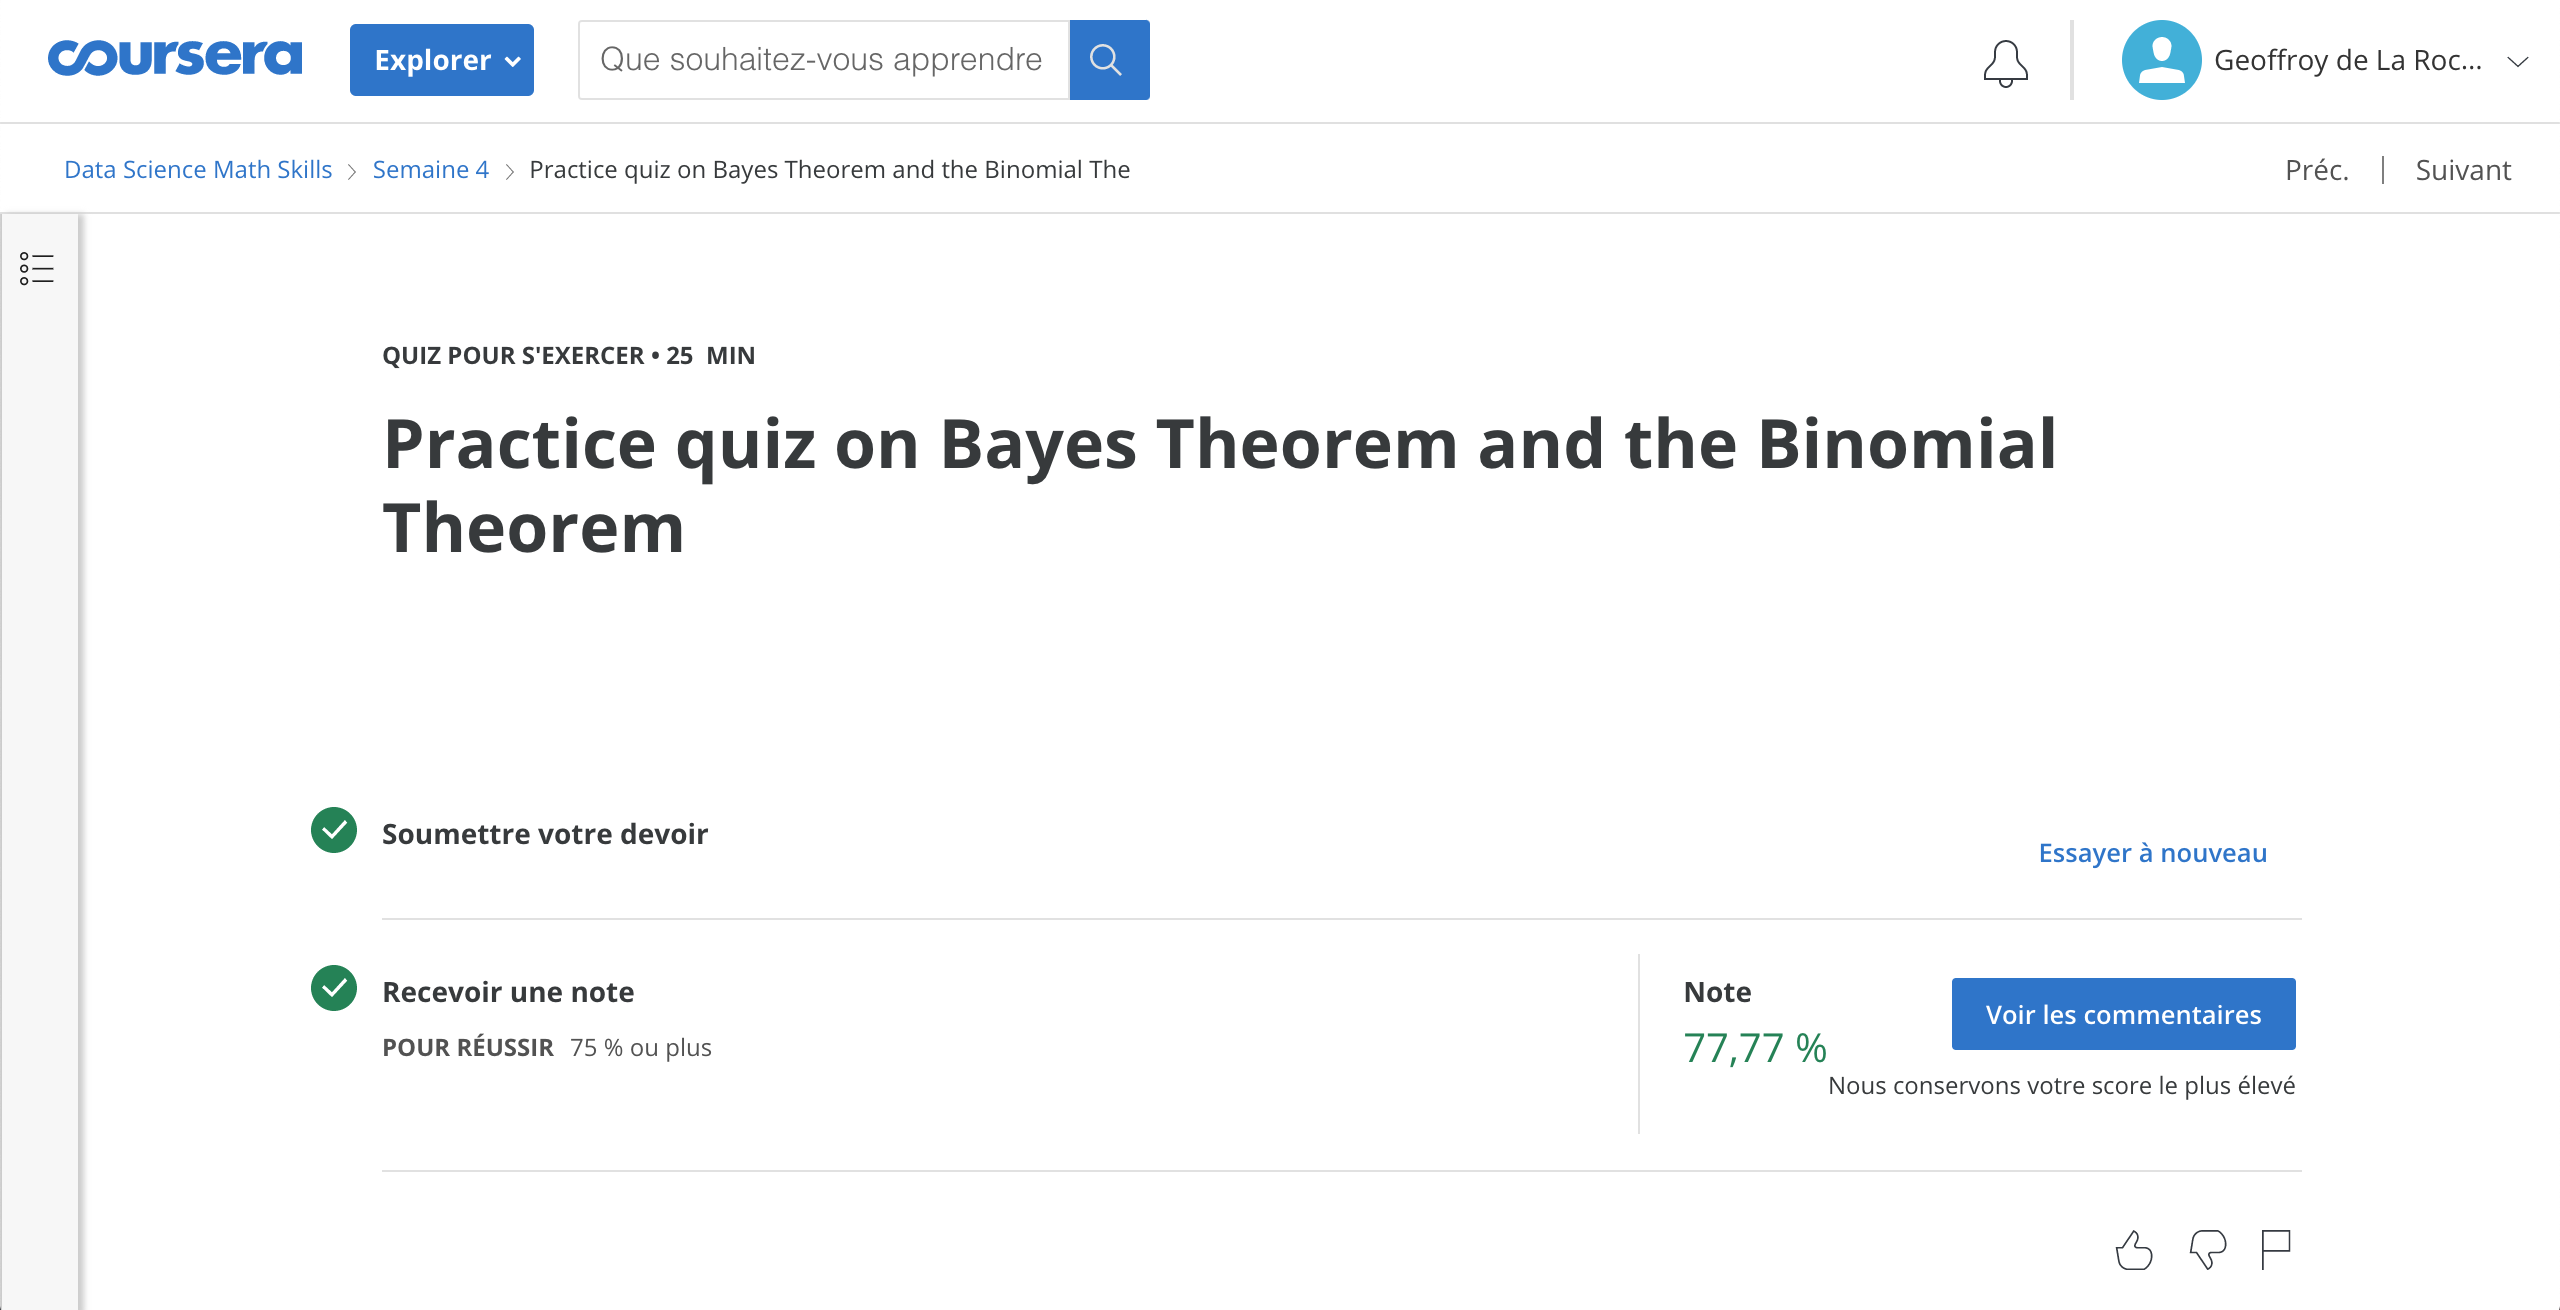 coursera
Explorer
Que souhaitez-vous apprendre
Geoffroy de La Roc...
Data Science Math Skills > Semaine 4 > Practice quiz on Bayes Theorem and the Binomial The
Préc. | Suivant
QUIZ POUR S'EXERCER • 25 MIN
Practice quiz on Bayes Theorem and the Binomial
Theorem
Soumettre votre devoir
Essayer à nouveau
Recevoir une note
POUR RÉUSSIR 75 % ou plus
Note
77,77 %
Voir les commentaires
Nous conservons votre score le plus élevé